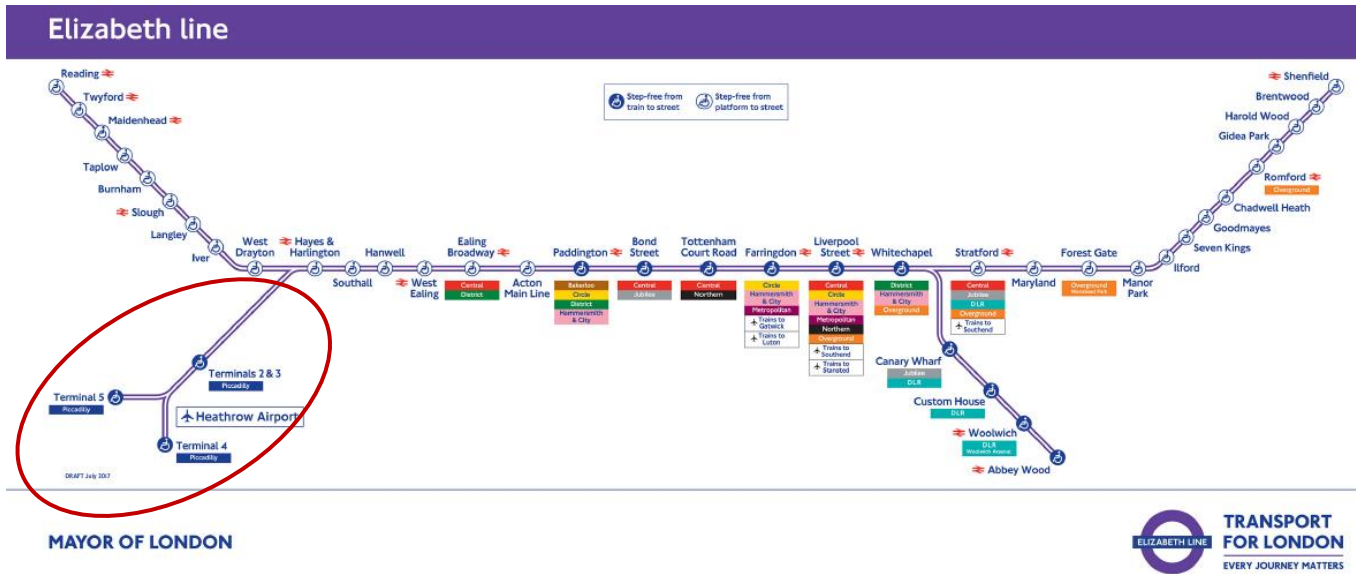 Elizabeth line
Step-free from
train to street
Step-free from
platform to street
Reading
Twyford
Maidenhead
Taplow
Burnham
Slough
Langley
Iver
West
Drayton
Hayes &
Harlington
Southall
Hanwell
West
Ealing
Ealing
Broadway
Central
District
Acton
Main Line
Paddington
Bakerloo
Circle
District
Hammersmith
& City
Bond
Street
Central
Jubilee
Tottenham
Court Road
Central
Northern
Farringdon
Circle
Hammersmith
& City
Metropolitan
Trains to
Gatwick
Trains to
Luton
Liverpool
Street
Central
Circle
Hammersmith
& City
Metropolitan
Northern
Overground
Trains to
Southend
Trains to
Stansted
Whitechapel
District
Hammersmith
& City
Overground
Stratford
Central
Jubilee
DLR
Overground
Trains to
Southend
Maryland
Forest Gate
Overground
Wanstead Park
Manor
Park
Ilford
Seven Kings
Goodmayes
Chadwell Heath
Romford
Overground
Gidea Park
Harold Wood
Brentwood
Shenfield
Canary Wharf
Jubilee
DLR
Custom House
DLR
Woolwich
DLR
Woolwich Arsenal
Abbey Wood
Terminals 2 & 3
Piccadilly
Terminal 5
Piccadilly
Heathrow Airport
Terminal 4
Piccadilly
DRAFT July 2017
MAYOR OF LONDON
ELIZABETH LINE
TRANSPORT
FOR LONDON
EVERY JOURNEY MATTERS